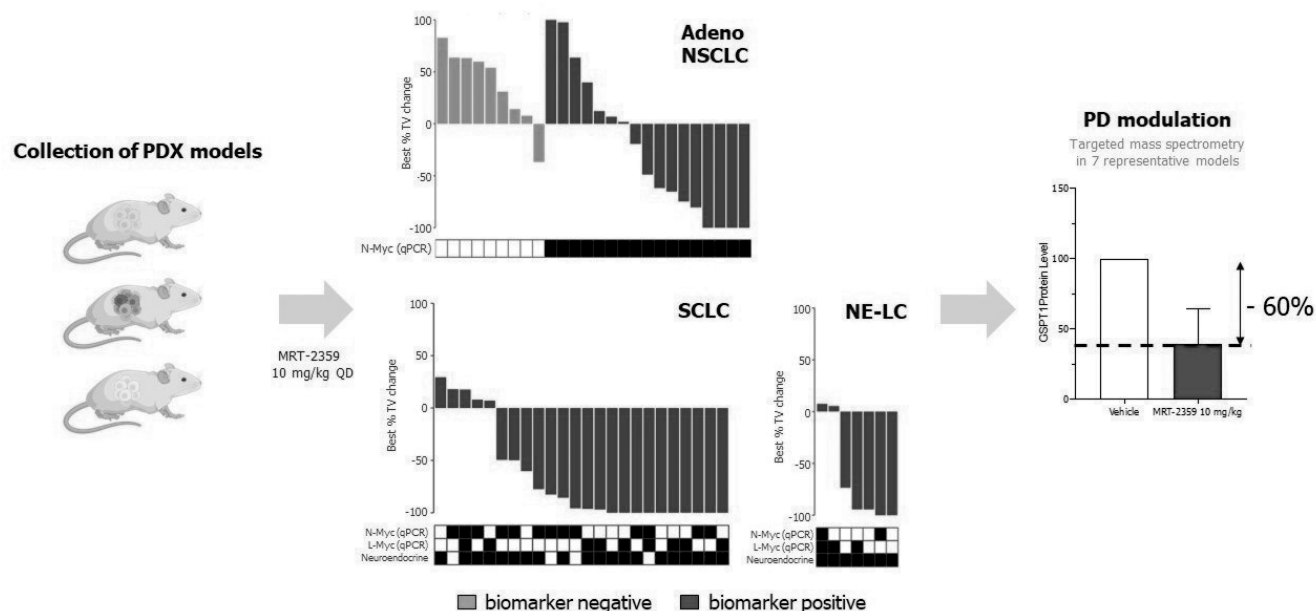 Collection of PDX models
MRT-2359
10 mg/kg QD
Adeno
NSCLC
Best % TV change
100
50
0
-50
-100
N-Myc (qPCR)
SCLC
Best % TV change
100
50
0
-50
-100
N-Myc (qPCR)
L-Myc (qPCR)
Neuroendocrine
NE-LC
Best % TV change
100
50
0
-50
-100
N-Myc (qPCR)
L-Myc (qPCR)
Neuroendocrine
biomarker negative
biomarker positive
PD modulation
Targeted mass spectrometry
in 7 representative models
GSPT1Protein Level
150
100
50
0
- 60%
Vehicle
MRT-2359 10 mg/kg